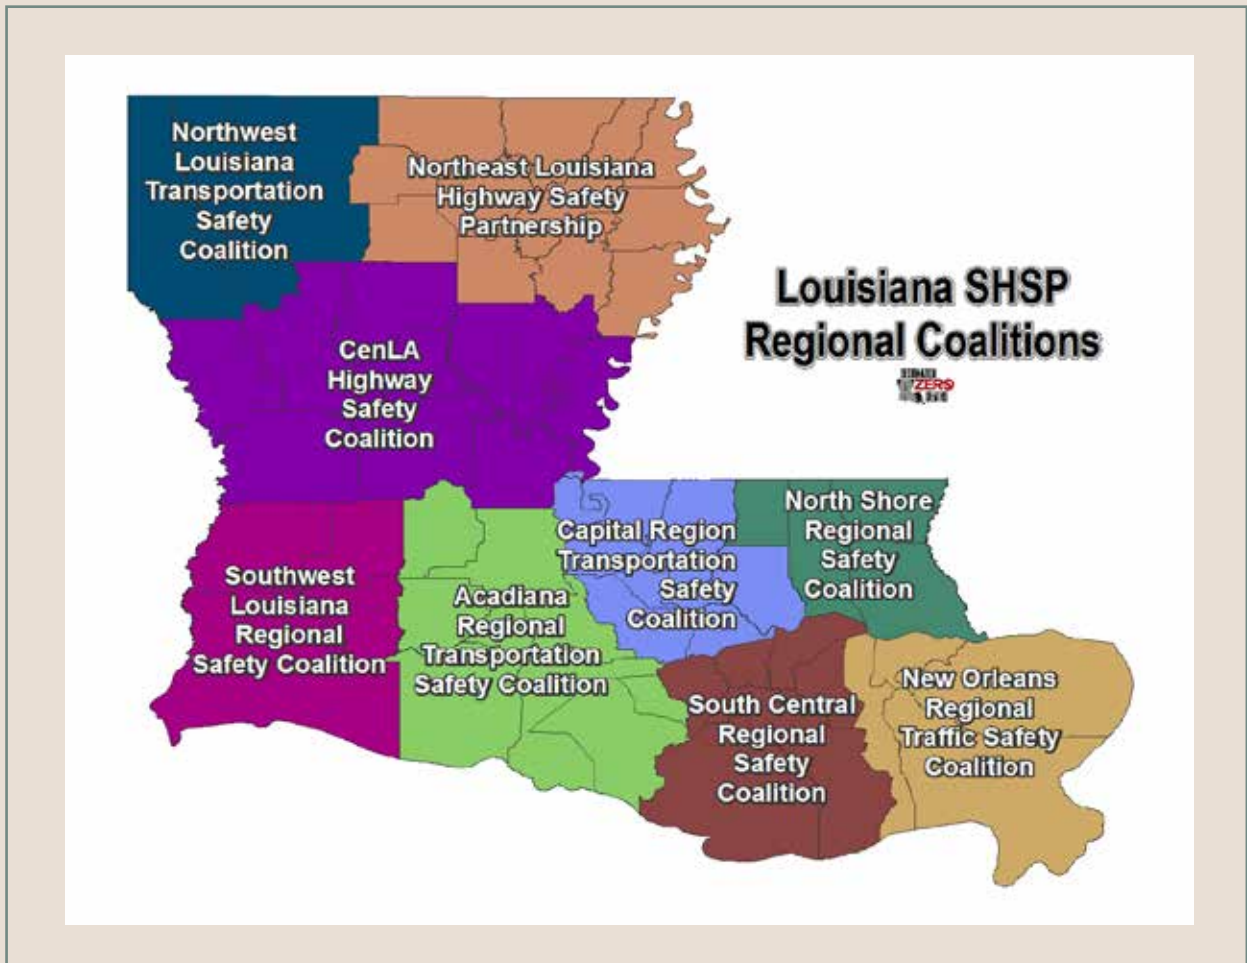 Northwest
Louisiana
Transportation
Safety
Coalition
Northeast Louisiana
Highway Safety
Partnership
Louisiana SHSP
Regional Coalitions
ZERO
CenLA
Highway
Safety
Coalition
North Shore
Regional
Safety
Coalition
Capital Region
Transportation
Safety
Coalition
Southwest
Louisiana
Regional
Safety Coalition
Acadiana
Regional
Transportation
Safety Coalition
South Central
Regional
Safety
Coalition
New Orleans
Regional
Traffic Safety
Coalition